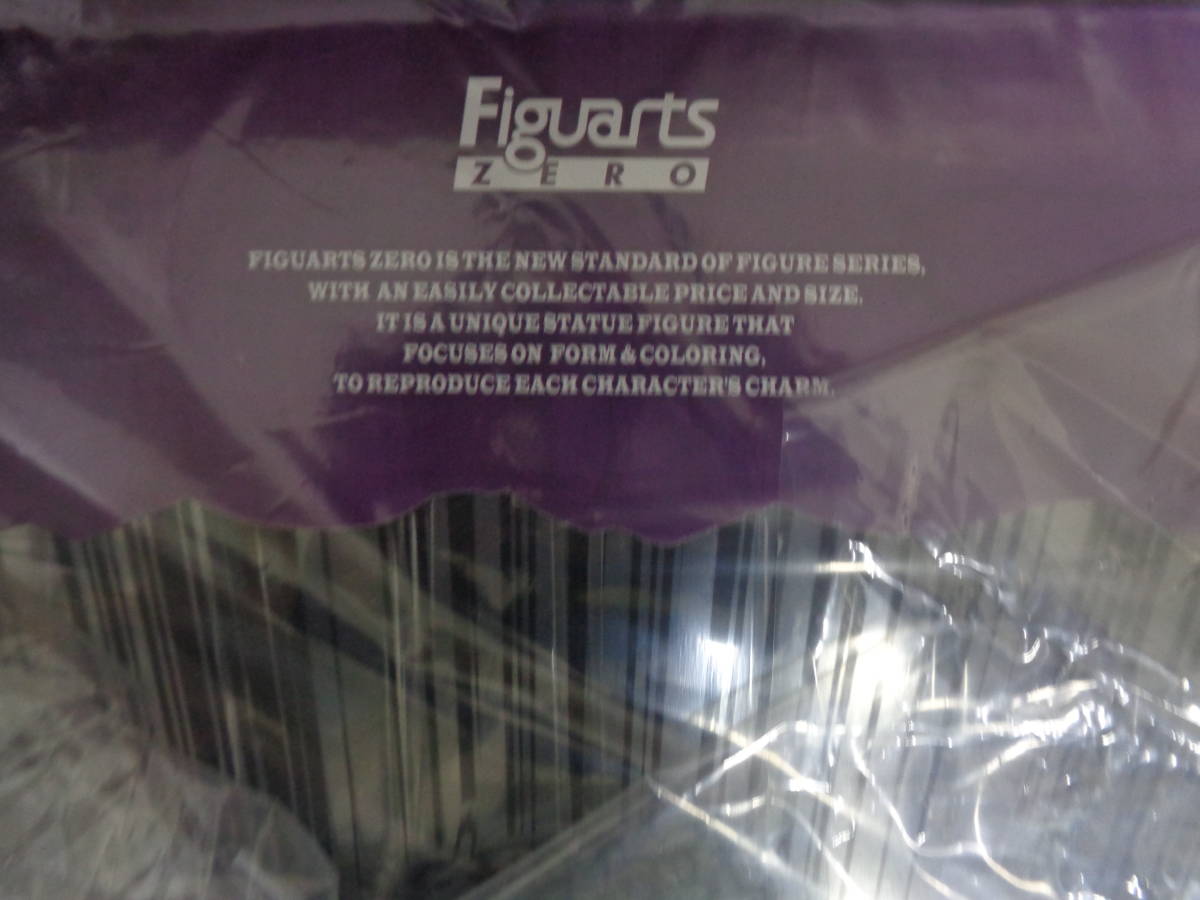 Figuarts
ZERO
FIGUARTS ZERO IS THE NEW STANDARD OF FIGURE SERIES,
WITH AN EASILY COLLECTABLE PRICE AND SIZE.
IT IS A UNIQUE STATUE FIGURE THAT
FOCUSES ON FORM & COLORING,
TO REPRODUCE EACH CHARACTER'S CHARM.